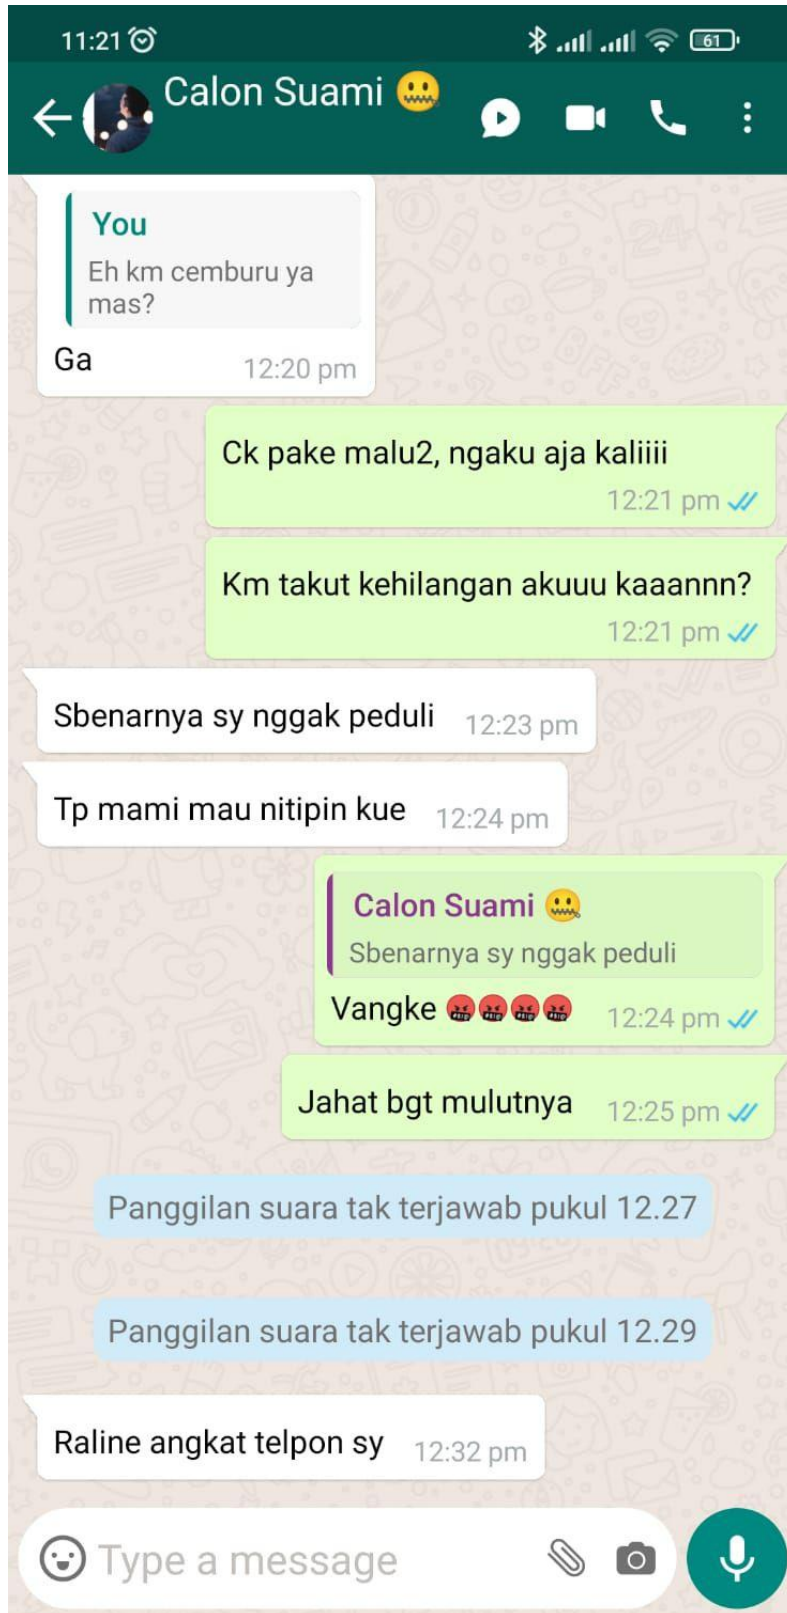 11:21
61
Calon Suami 🤐
You
Eh km cemburu ya
mas?
Ga
12:20 pm
Ck pake malu2, ngaku aja kaliiii
12:21 pm
Km takut kehilangan akuuu kaaannn?
12:21 pm
Sbenarnya sy nggak peduli 12:23 pm
Tp mami mau nitipin kue 12:24 pm
Calon Suami 🤐
Sbenarnya sy nggak peduli
Vangke 🤬🤬🤬🤬 12:24 pm
Jahat bgt mulutnya 12:25 pm
Panggilan suara tak terjawab pukul 12.27
Panggilan suara tak terjawab pukul 12.29
Raline angkat telpon sy 12:32 pm
Type a message